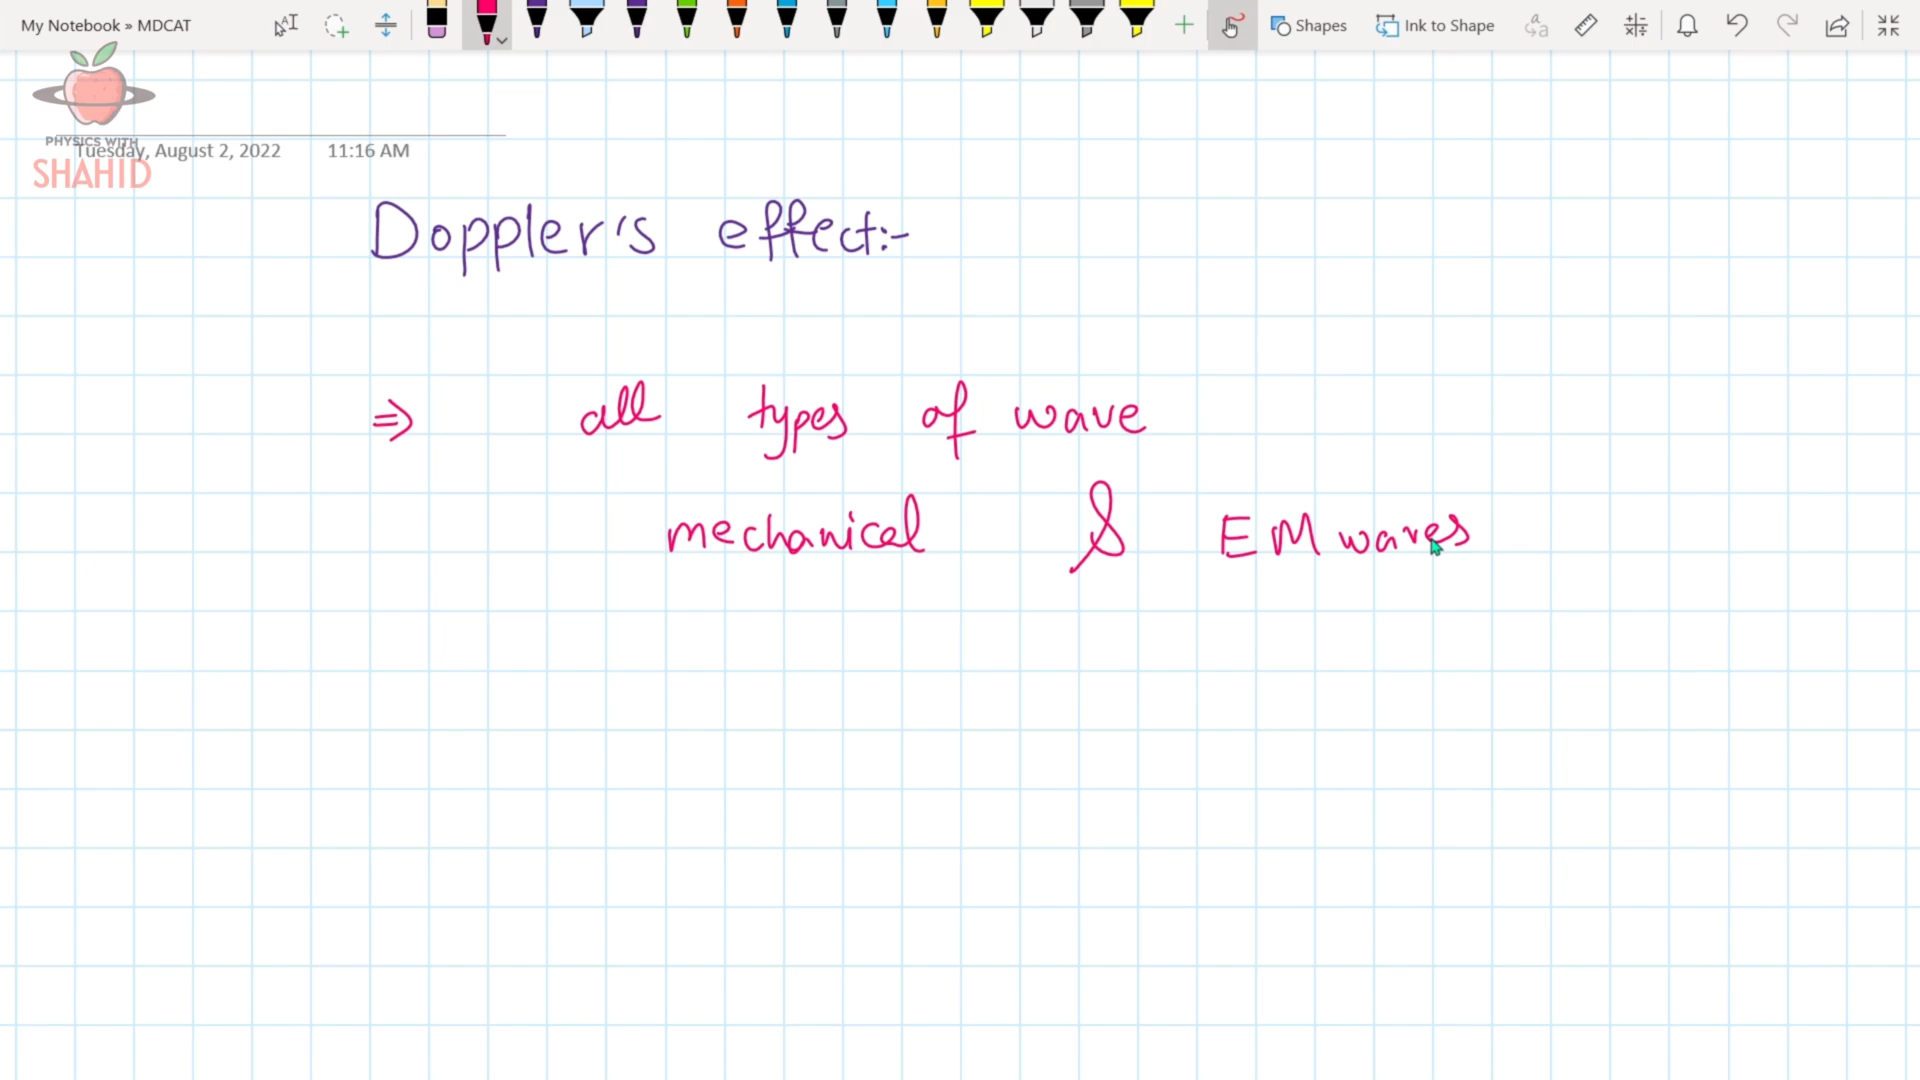 My Notebook » MDCAT
Shapes
Ink to Shape
PHYSICS WITH
SHAHID
Tuesday, August 2, 2022 11:16 AM
Doppler's effect:-
⇒ all types of wave
mechanical & EM waves